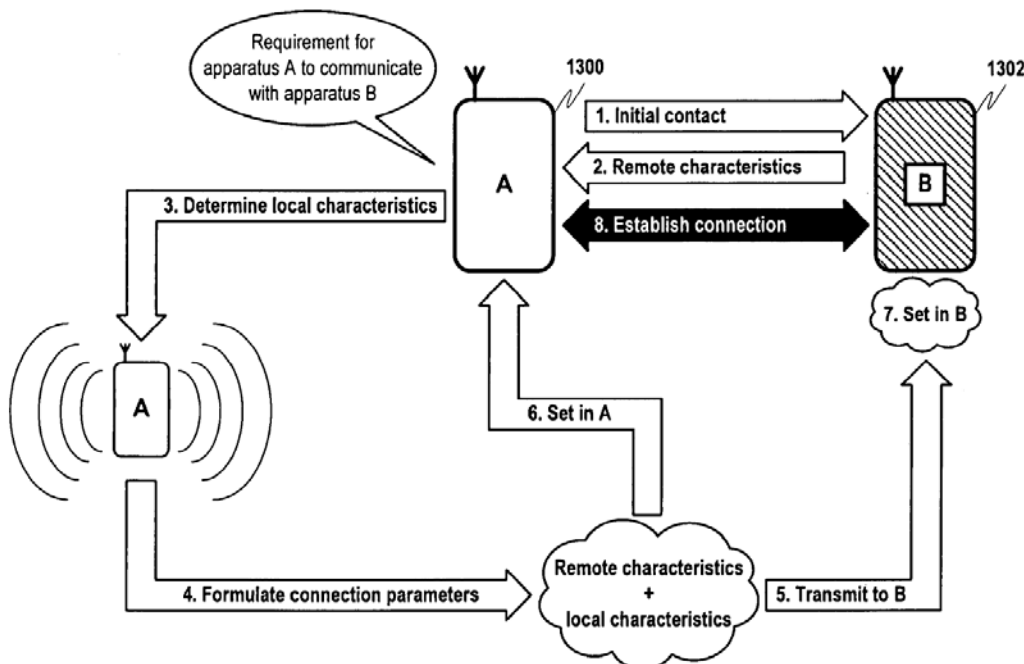 Requirement for
apparatus A to communicate
with apparatus B
1300
1302
1. Initial contact
2. Remote characteristics
A
B
3. Determine local characteristics
8. Establish connection
7. Set in B
A
6. Set in A
Remote characteristics
+
local characteristics
4. Formulate connection parameters
5. Transmit to B